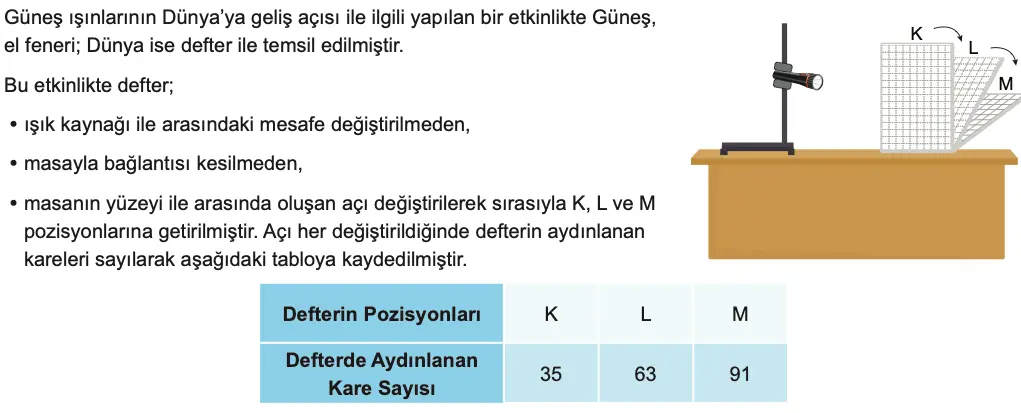 Güneş ışınlarının Dünya'ya geliş açısı ile ilgili yapılan bir etkinlikte Güneş,
el feneri; Dünya ise defter ile temsil edilmiştir.
Bu etkinlikte defter;
• ışık kaynağı ile arasındaki mesafe değiştirilmeden,
• masayla bağlantısı kesilmeden,
• masanın yüzeyi ile arasında oluşan açı değiştirilerek sırasıyla K, L ve M
pozisyonlarına getirilmiştir. Açı her değiştirildiğinde defterin aydınlanan
kareleri sayılarak aşağıdaki tabloya kaydedilmiştir.
K
L
M
Defterin Pozisyonları K L M
Defterde Aydınlanan
Kare Sayısı 35 63 91